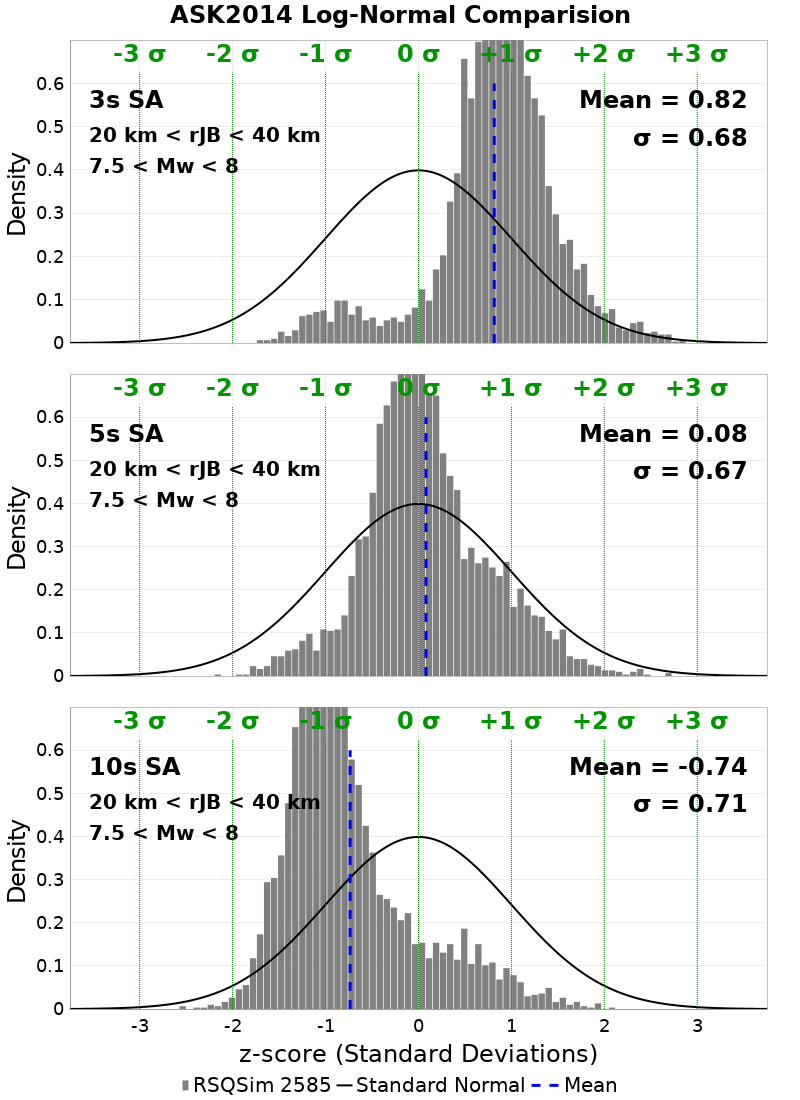 ASK2014 Log-Normal Comparision
-3 σ -2 σ -1 σ 0 σ +1 σ +2 σ +3 σ
3s SA
20 km < rJB < 40 km
7.5 < Mw < 8
Mean = 0.82
σ = 0.68
Density
0.6
0.5
0.4
0.3
0.2
0.1
0
-3 σ -2 σ -1 σ 0 σ +1 σ +2 σ +3 σ
5s SA
20 km < rJB < 40 km
7.5 < Mw < 8
Mean = 0.08
σ = 0.67
Density
0.6
0.5
0.4
0.3
0.2
0.1
0
-3 σ -2 σ -1 σ 0 σ +1 σ +2 σ +3 σ
10s SA
20 km < rJB < 40 km
7.5 < Mw < 8
Mean = -0.74
σ = 0.71
Density
0.6
0.5
0.4
0.3
0.2
0.1
0
-3 -2 -1 0 1 2 3
z-score (Standard Deviations)
RSQSim 2585 Standard Normal Mean